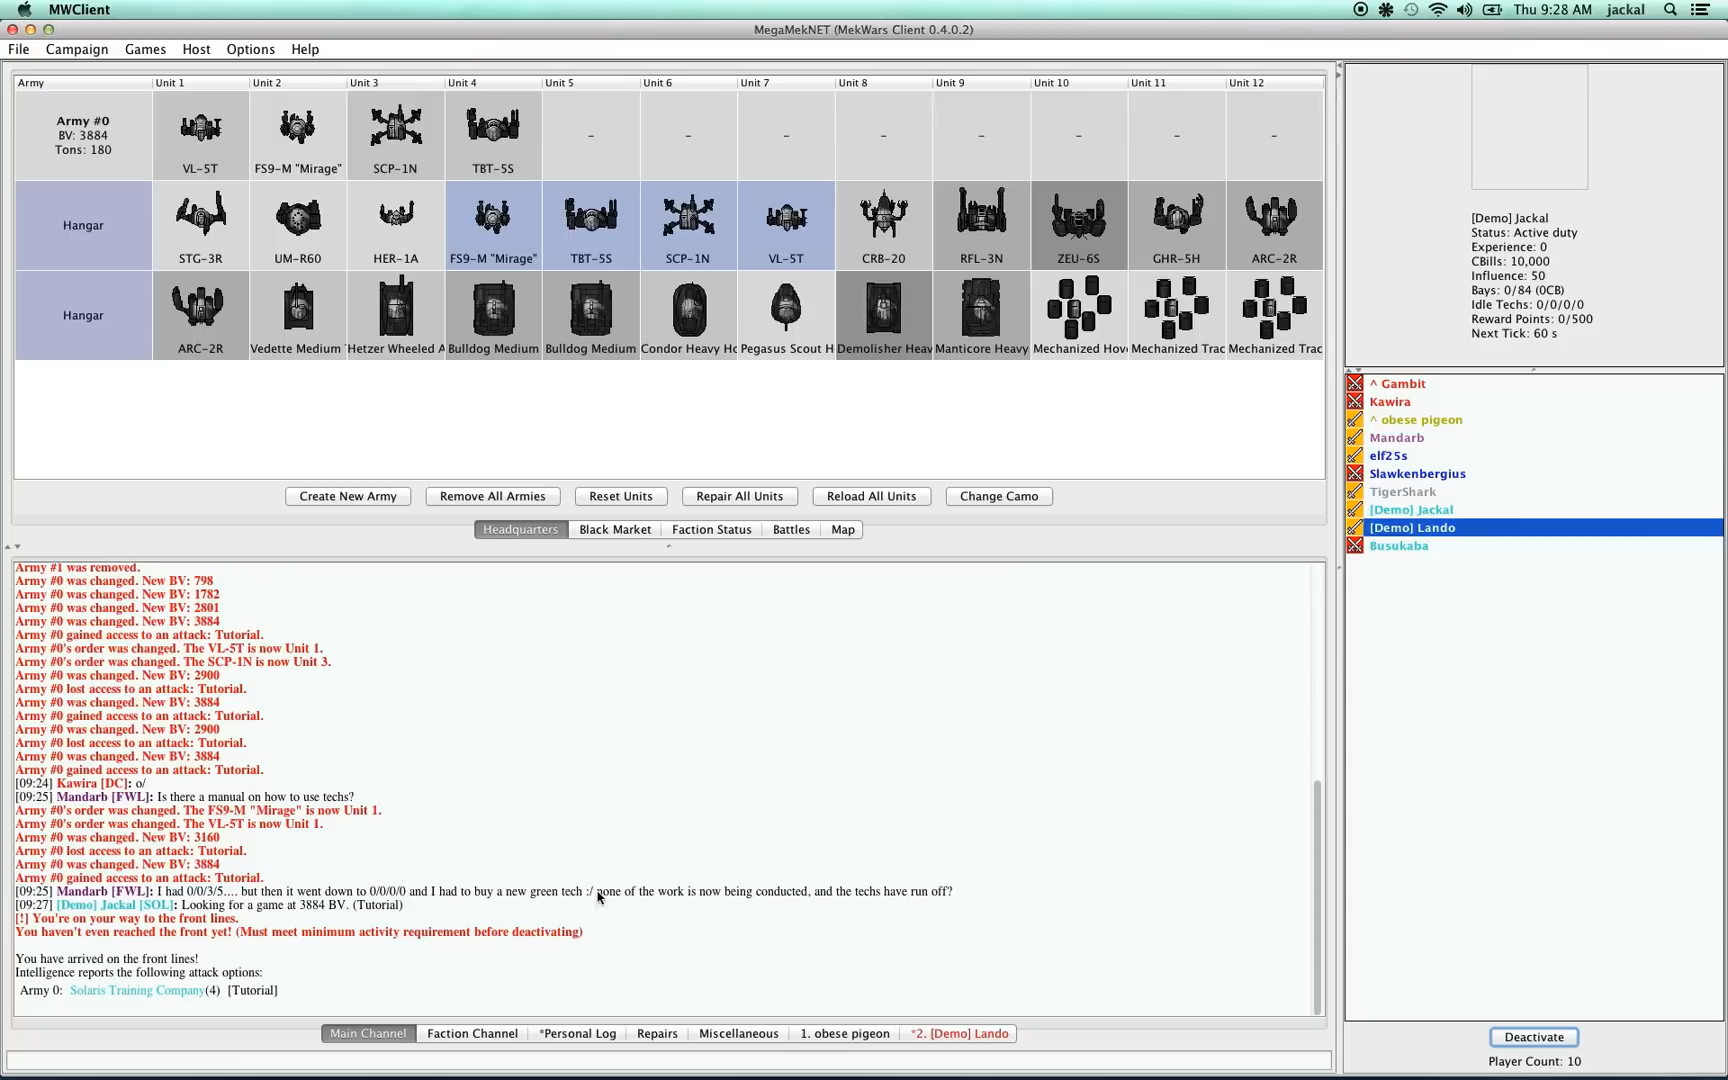 MWClient
Thu 9:28 AM jackal
MegaMekNET (MekWars Client 0.4.0.2)
File Campaign Games Host Options Help
Army Unit 1 Unit 2 Unit 3 Unit 4 Unit 5 Unit 6 Unit 7 Unit 8 Unit 9 Unit 10 Unit 11 Unit 12
Army #0
BV: 3884
Tons: 180
- - - - - - - -
VL-5T FS9-M "Mirage" SCP-1N TBT-5S
Hangar
STG-3R UM-R60 HER-1A FS9-M "Mirage" TBT-5S SCP-1N VL-5T CRB-20 RFL-3N ZEU-6S GHR-5H ARC-2R
Hangar
ARC-2R Vedette Medium Hetzer Wheeled A Bulldog Medium Bulldog Medium Condor Heavy Ho Pegasus Scout H Demolisher Heav Manticore Heavy Mechanized Hov Mechanized Trac Mechanized Trac
Create New Army Remove All Armies Reset Units Repair All Units Reload All Units Change Camo
Headquarters Black Market Faction Status Battles Map
Army #1 was removed.
Army #0 was changed. New BV: 798
Army #0 was changed. New BV: 1782
Army #0 was changed. New BV: 2801
Army #0 was changed. New BV: 3884
Army #0 gained access to an attack: Tutorial.
Army #0's order was changed. The VL-5T is now Unit 1.
Army #0's order was changed. The SCP-1N is now Unit 3.
Army #0 was changed. New BV: 2900
Army #0 lost access to an attack: Tutorial.
Army #0 was changed. New BV: 3884
Army #0 gained access to an attack: Tutorial.
Army #0 was changed. New BV: 2900
Army #0 lost access to an attack: Tutorial.
Army #0 was changed. New BV: 3884
Army #0 gained access to an attack: Tutorial.
[09:24] Kawira [DC]: o/
[09:25] Mandarb [FWL]: Is there a manual on how to use techs?
Army #0's order was changed. The FS9-M "Mirage" is now Unit 1.
Army #0's order was changed. The VL-5T is now Unit 1.
Army #0 was changed. New BV: 3160
Army #0 lost access to an attack: Tutorial.
Army #0 was changed. New BV: 3884
Army #0 gained access to an attack: Tutorial.
[09:25] Mandarb [FWL]: I had 0/0/3/5.... but then it went down to 0/0/0/0 and I had to buy a new green tech :/ none of the work is now being conducted, and the techs have run off?
[09:27] [Demo] Jackal [SOL]: Looking for a game at 3884 BV. (Tutorial)
[!] You're on your way to the front lines.
You haven't even reached the front yet! (Must meet minimum activity requirement before deactivating)
You have arrived on the front lines!
Intelligence reports the following attack options:
Army 0: Solaris Training Company(4) [Tutorial]
Main Channel Faction Channel *Personal Log Repairs Miscellaneous 1. obese pigeon *2. [Demo] Lando
[Demo] Jackal
Status: Active duty
Experience: 0
CBills: 10,000
Influence: 50
Bays: 0/84 (0CB)
Idle Techs: 0/0/0/0
Reward Points: 0/500
Next Tick: 60 s
^ Gambit
Kawira
^ obese pigeon
Mandarb
elf25s
Slawkenbergius
TigerShark
[Demo] Jackal
[Demo] Lando
Busukaba
Deactivate
Player Count: 10